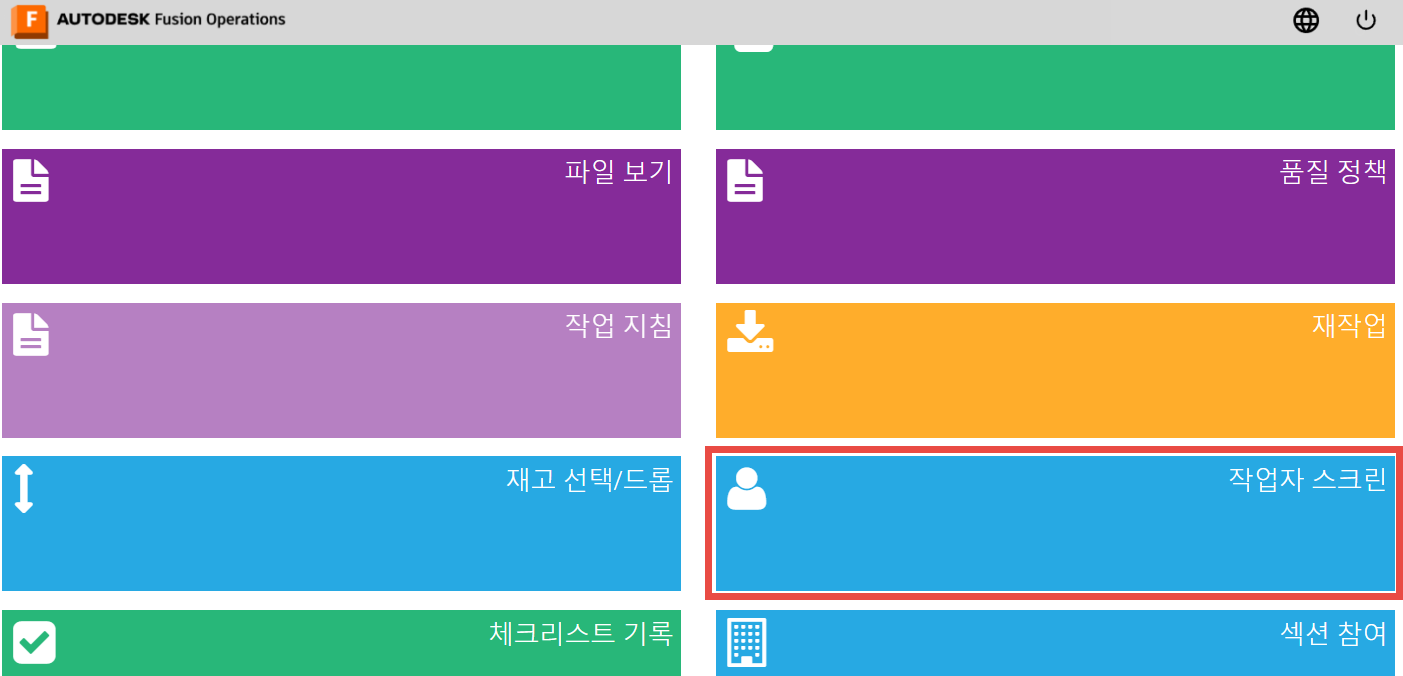 F AUTODESK Fusion Operations
파일 보기
품질 정책
작업 지침
재작업
재고 선택/드롭
작업자 스크린
체크리스트 기록
섹션 참여